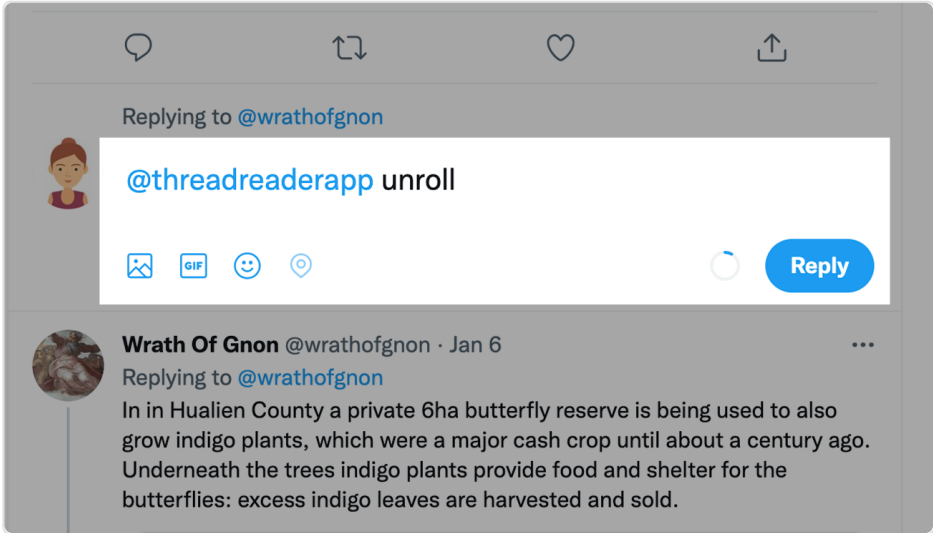 Replying to @wrathofgnon
@threadreaderapp unroll
GIF
Reply
Wrath Of Gnon @wrathofgnon · Jan 6
Replying to @wrathofgnon
In in Hualien County a private 6ha butterfly reserve is being used to also
grow indigo plants, which were a major cash crop until about a century ago.
Underneath the trees indigo plants provide food and shelter for the
butterflies: excess indigo leaves are harvested and sold.